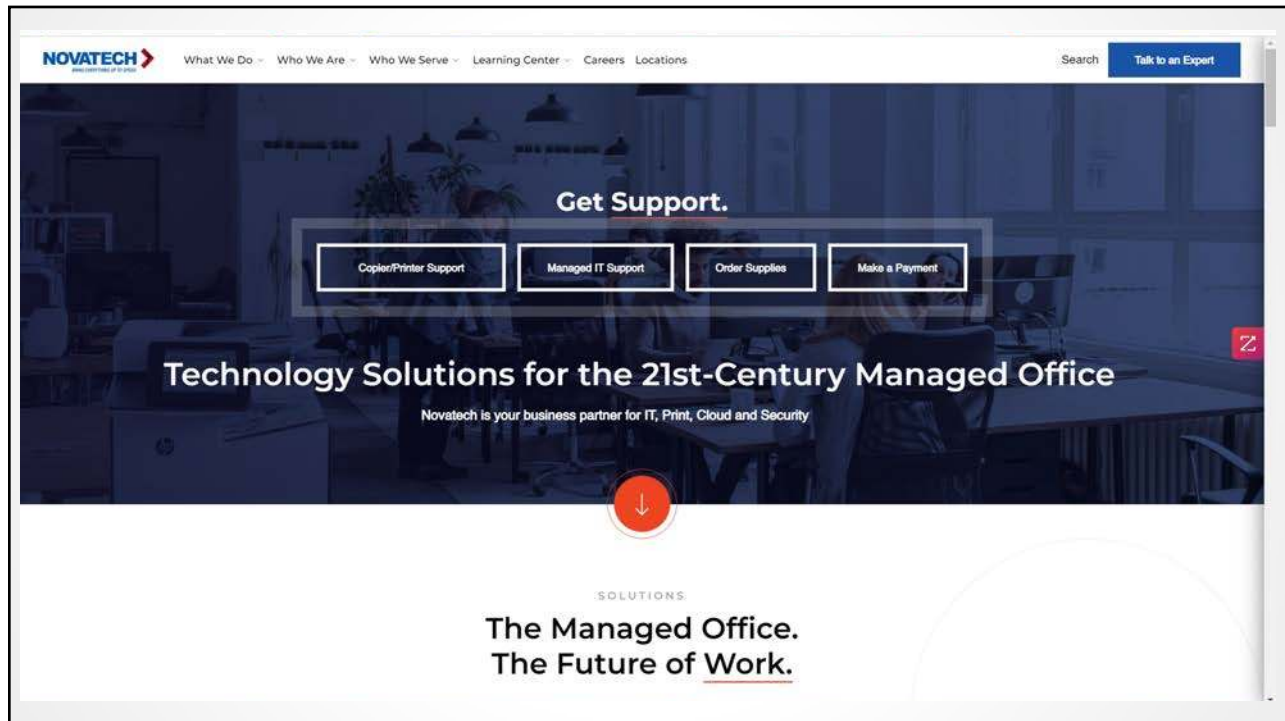 NOVATECH
What We Do Who We Are Who We Serve Learning Center Careers Locations
Search
Talk to an Expert
Get Support.
Copier/Printer Support
Managed IT Support
Order Supplies
Make a Payment
Technology Solutions for the 21st-Century Managed Office
Novatech is your business partner for IT, Print, Cloud and Security
hp
SOLUTIONS
The Managed Office.
The Future of Work.